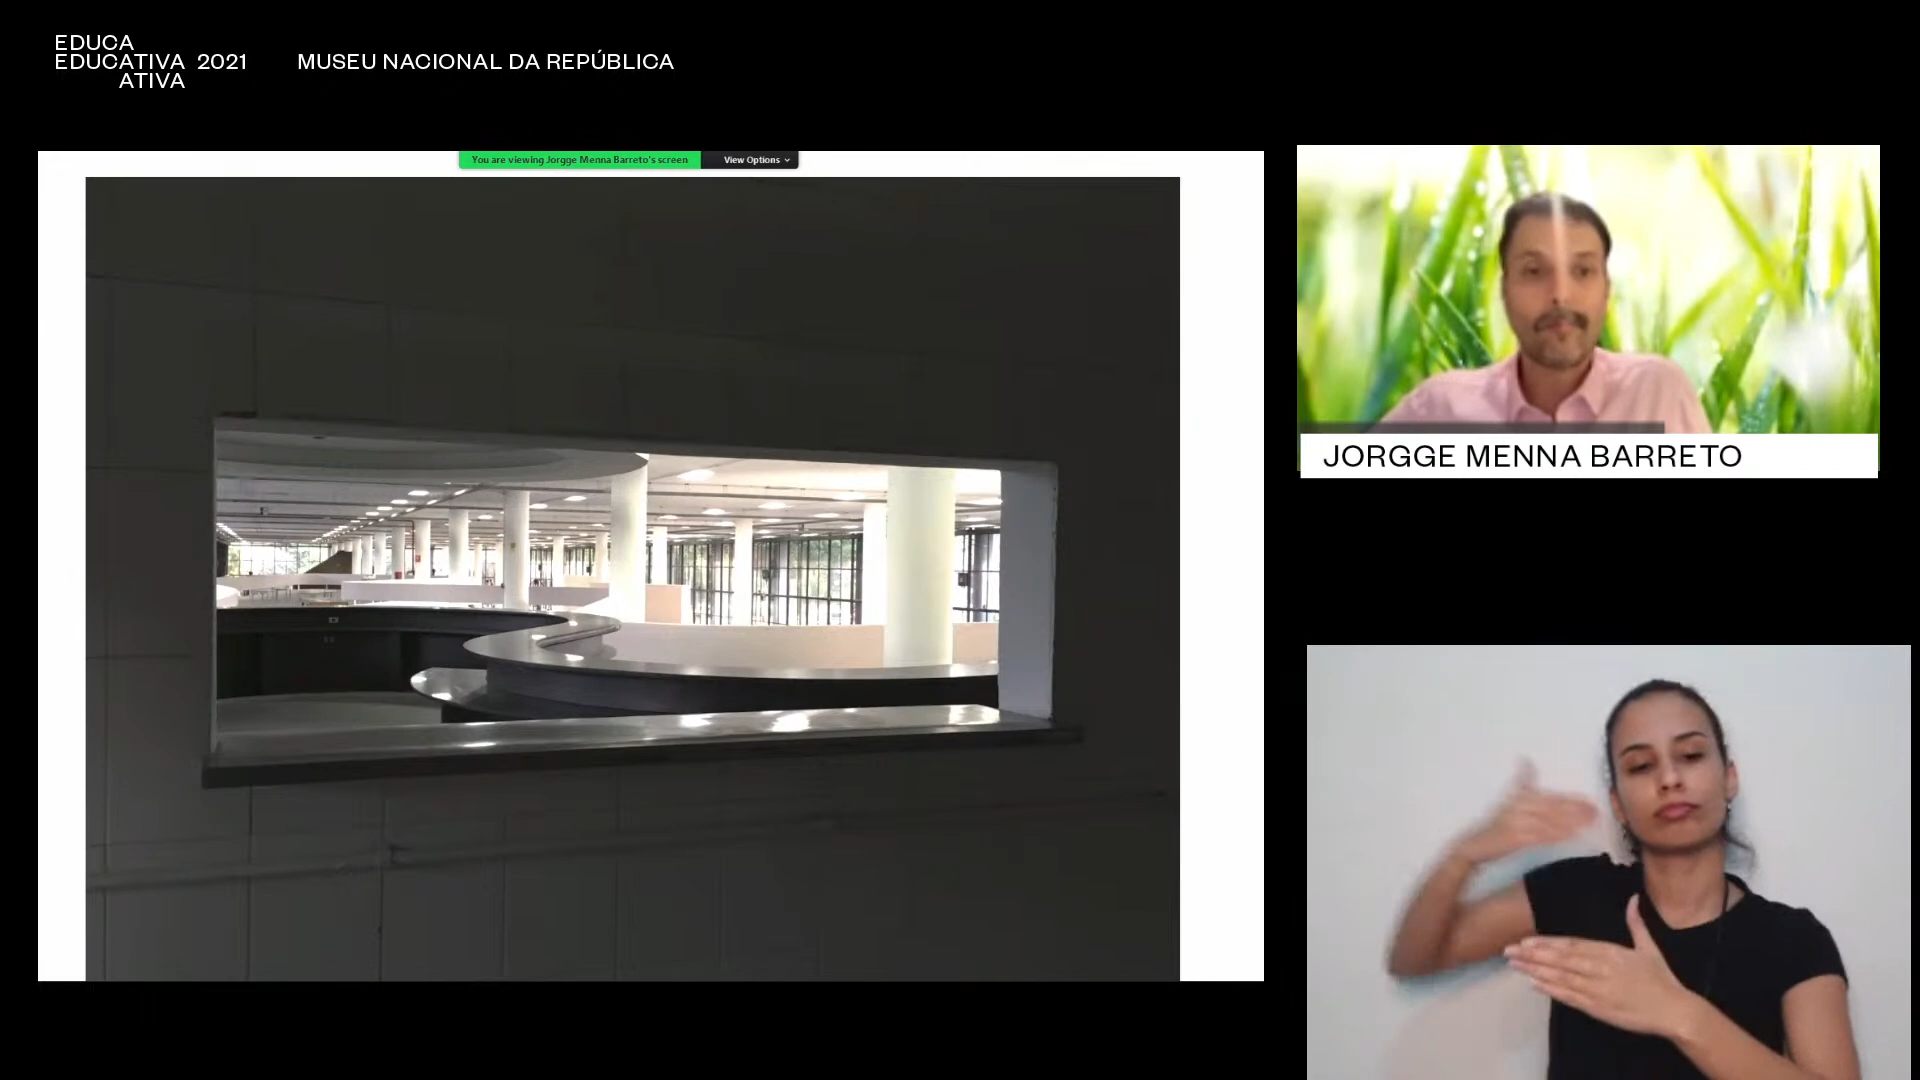 EDUCA
EDUCATIVA 2021
ATIVA
MUSEU NACIONAL DA REPÚBLICA
You are viewing Jorgge Menna Barreto's screen
View Options
JORGGE MENNA BARRETO